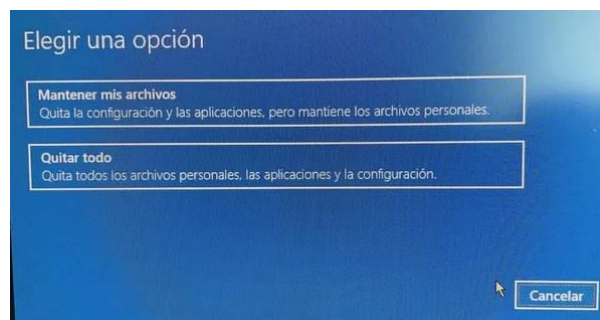 Elegir una opción
Mantener mis archivos
Quita la configuración y las aplicaciones, pero mantiene los archivos personales.
Quitar todo
Quita todos los archivos personales, las aplicaciones y la configuración.
Cancelar